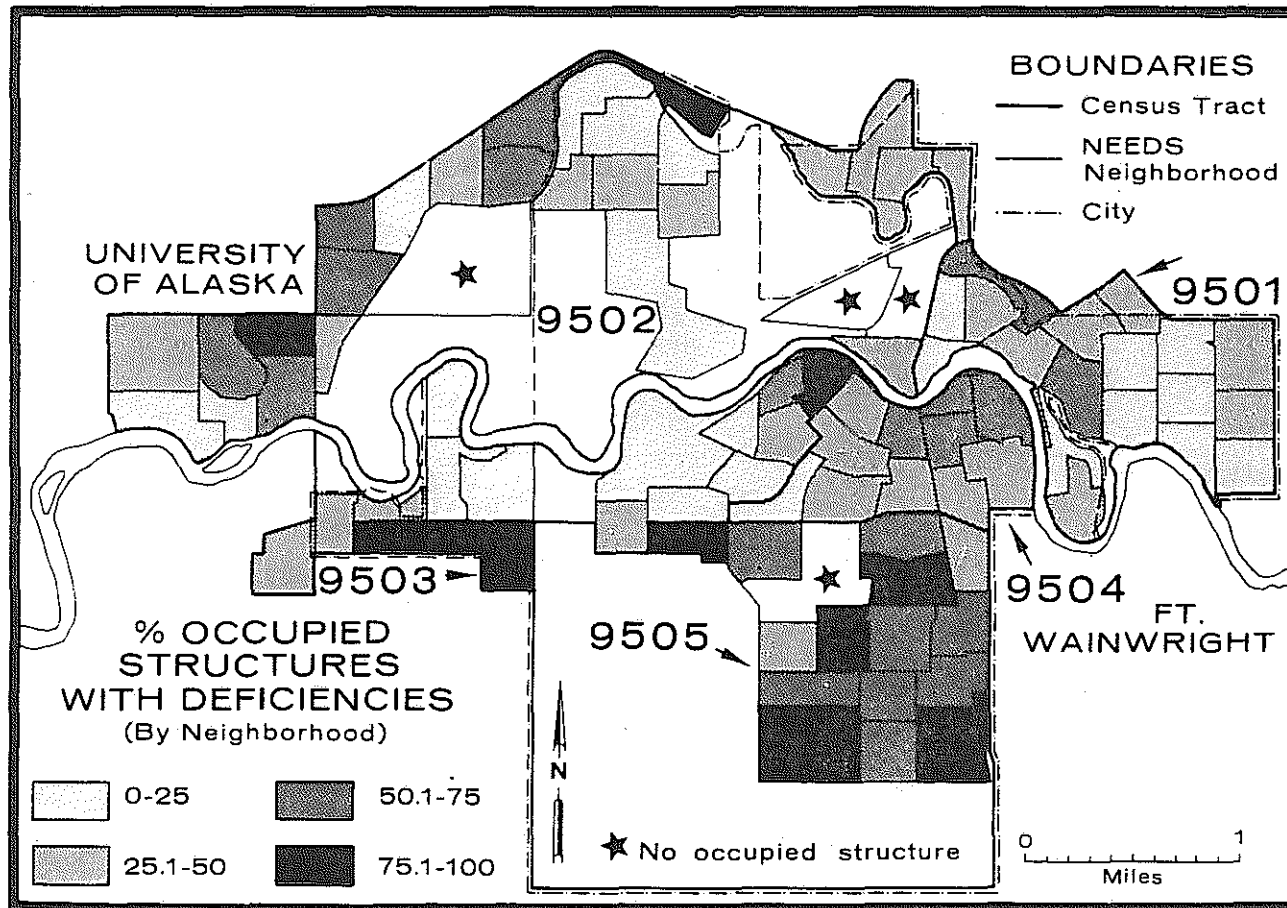 BOUNDARIES
Census Tract
NEEDS
Neighborhood
City
UNIVERSITY
OF ALASKA
9501
9502
9503
9504
9505
FT.
WAINWRIGHT
% OCCUPIED
STRUCTURES
WITH DEFICIENCIES
(By Neighborhood)
0-25
50.1-75
25.1-50
75.1-100
N
No occupied structure
0
1
Miles